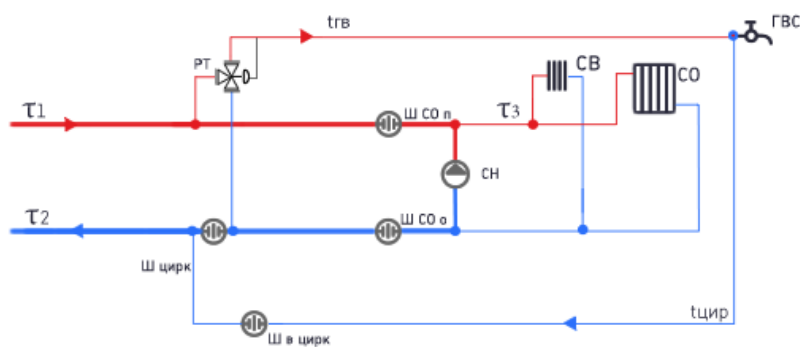 tгв
ГВС
РТ
СВ
СО
τ1
Ш СО п
τ3
СН
τ2
Ш СО о
Ш цирк
tцир
Ш в цирк